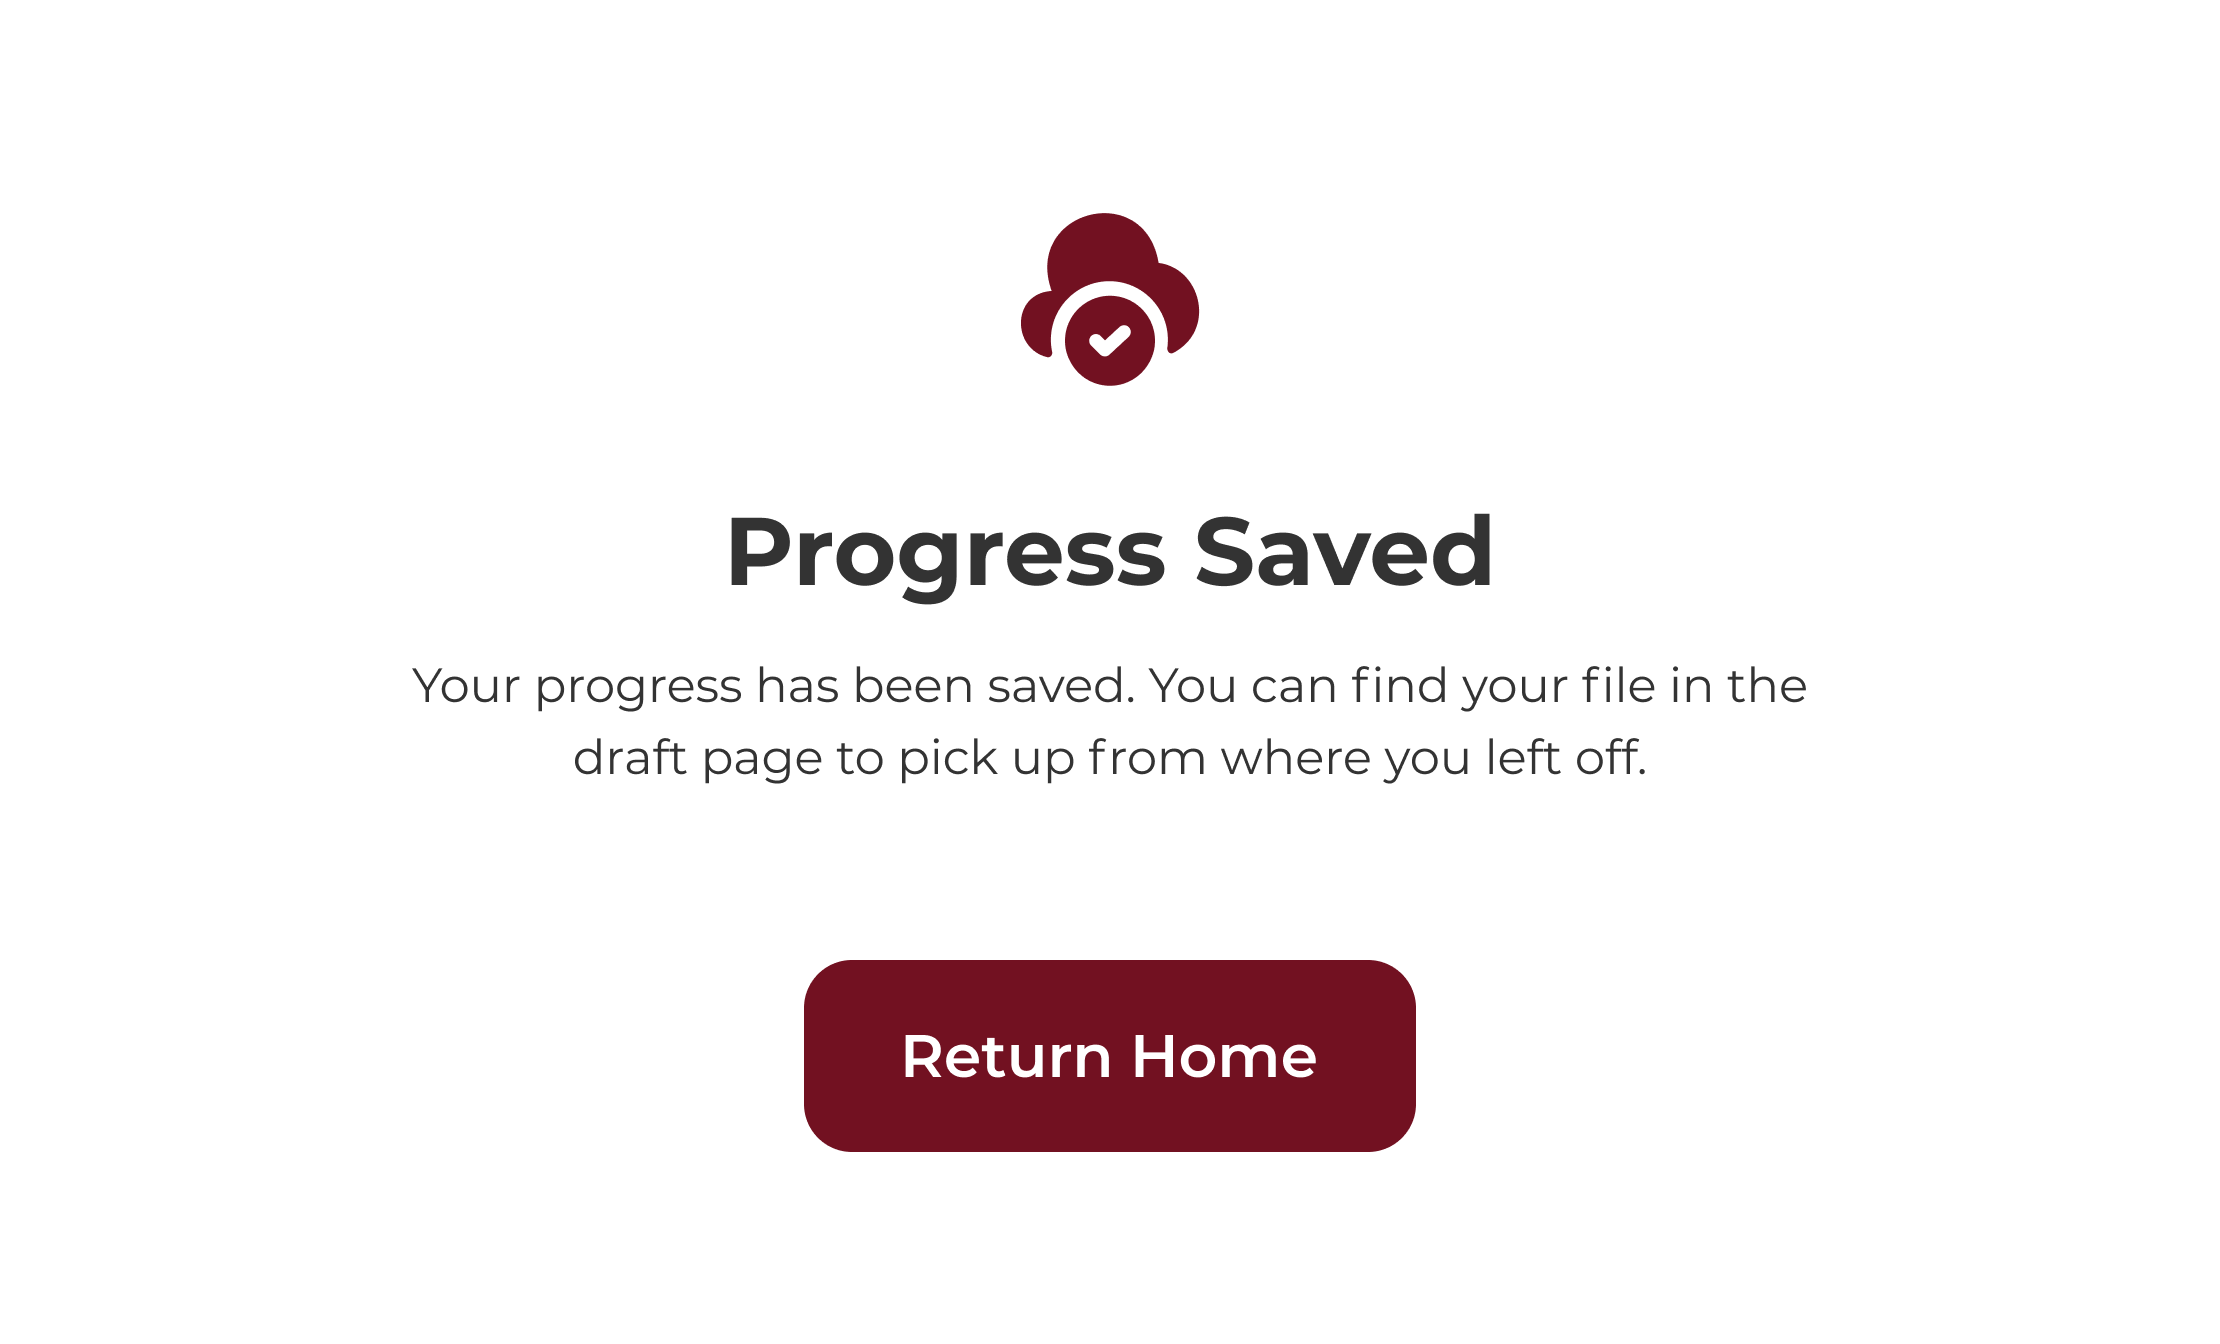 Progress Saved
Your progress has been saved. You can find your file in the
draft page to pick up from where you left off.
Return Home